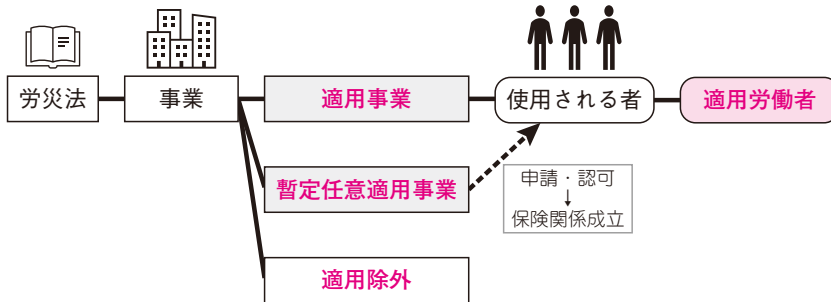 労災法
事業
適用事業
使用される者
適用労働者
暫定任意適用事業
申請・認可
↓
保険関係成立
適用除外